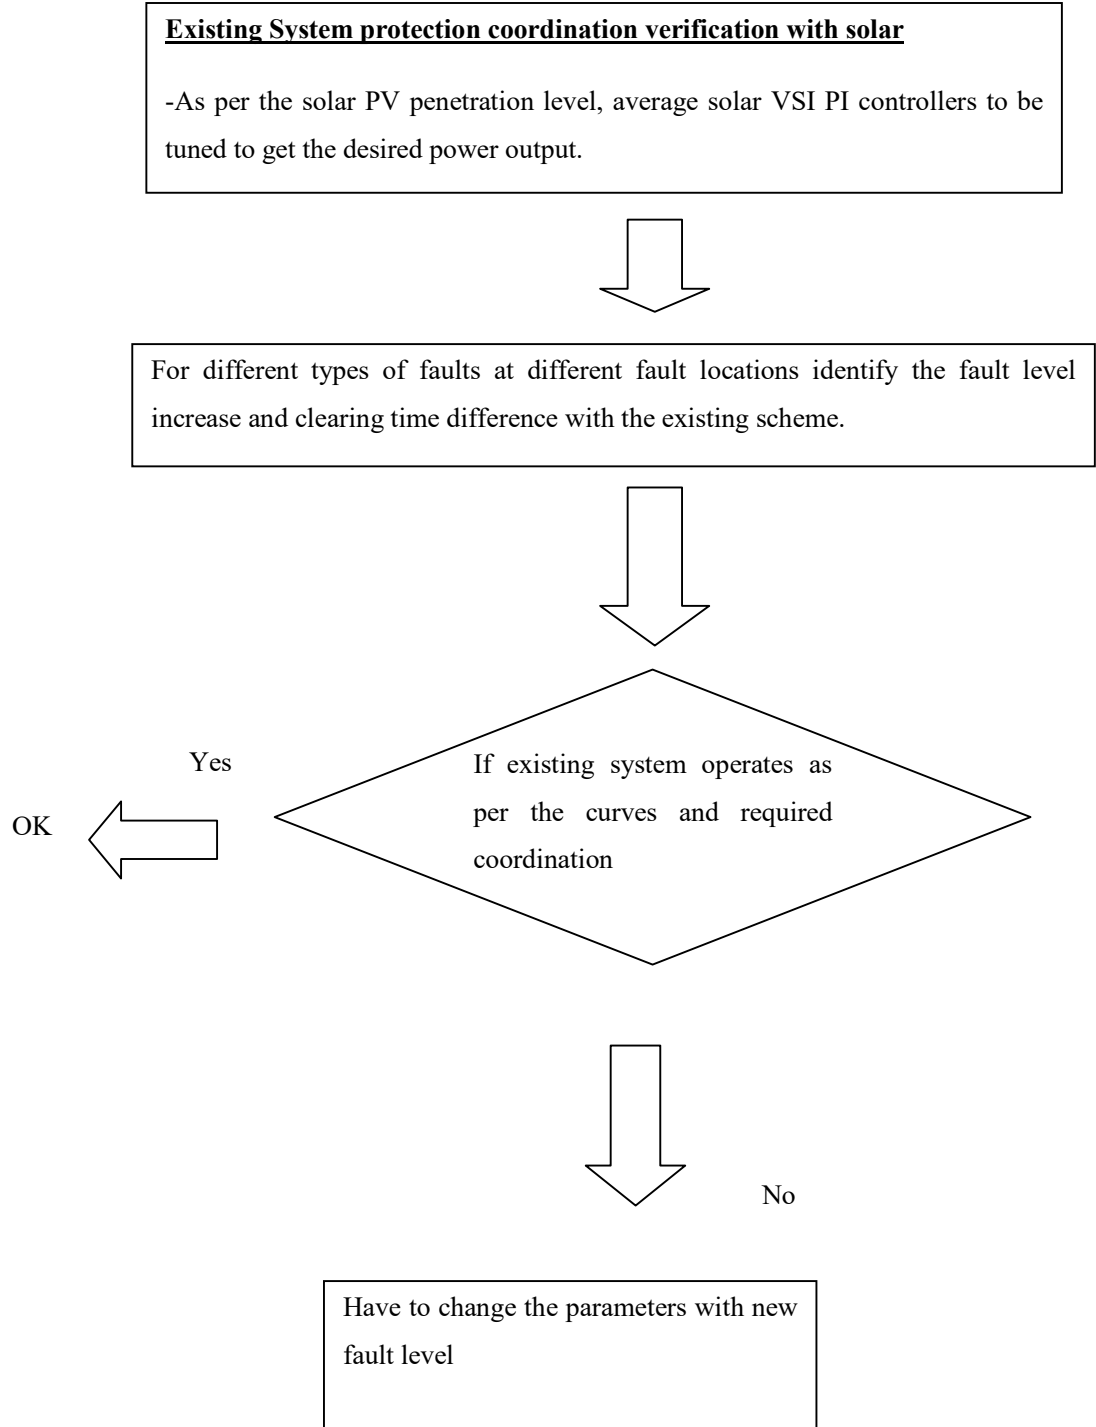 Existing System protection coordination verification with solar
-As per the solar PV penetration level, average solar VSI PI controllers to be
tuned to get the desired power output.
For different types of faults at different fault locations identify the fault level
increase and clearing time difference with the existing scheme.
If existing system operates as
per the curves and required
coordination
Yes
OK
No
Have to change the parameters with new
fault level